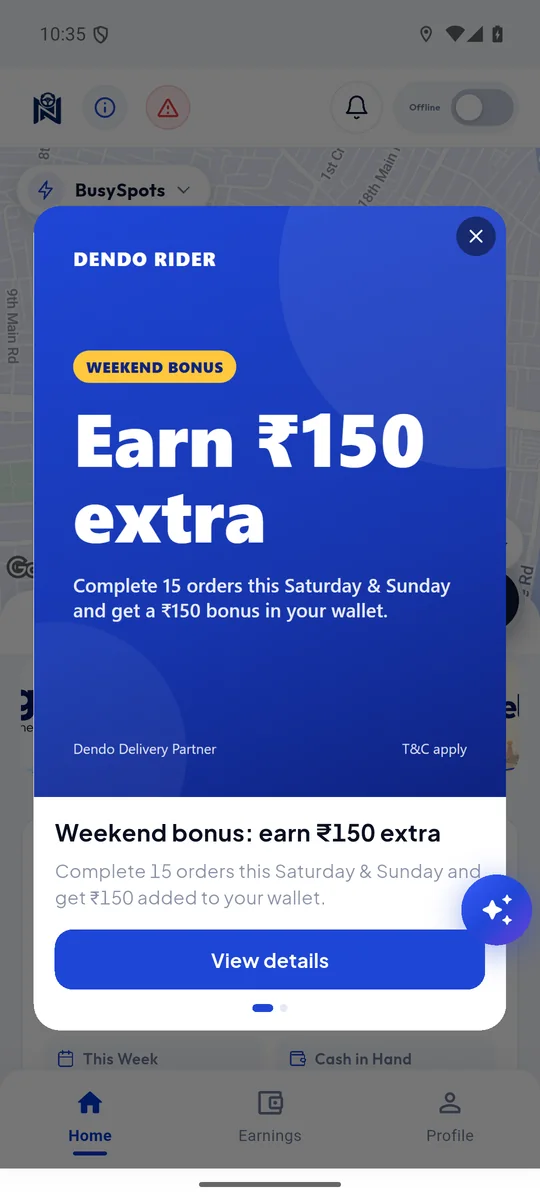 10:35
Offline
8t
1st Cr
18th Main
BusySpots
9th Main Rd
DENDO RIDER
WEEKEND BONUS
Earn ₹150
extra
Complete 15 orders this Saturday & Sunday
and get a ₹150 bonus in your wallet.
Rd
Dendo Delivery Partner
T&C apply
Weekend bonus: earn ₹150 extra
Complete 15 orders this Saturday & Sunday and
get ₹150 added to your wallet.
View details
This Week
Cash in Hand
Home
Earnings
Profile